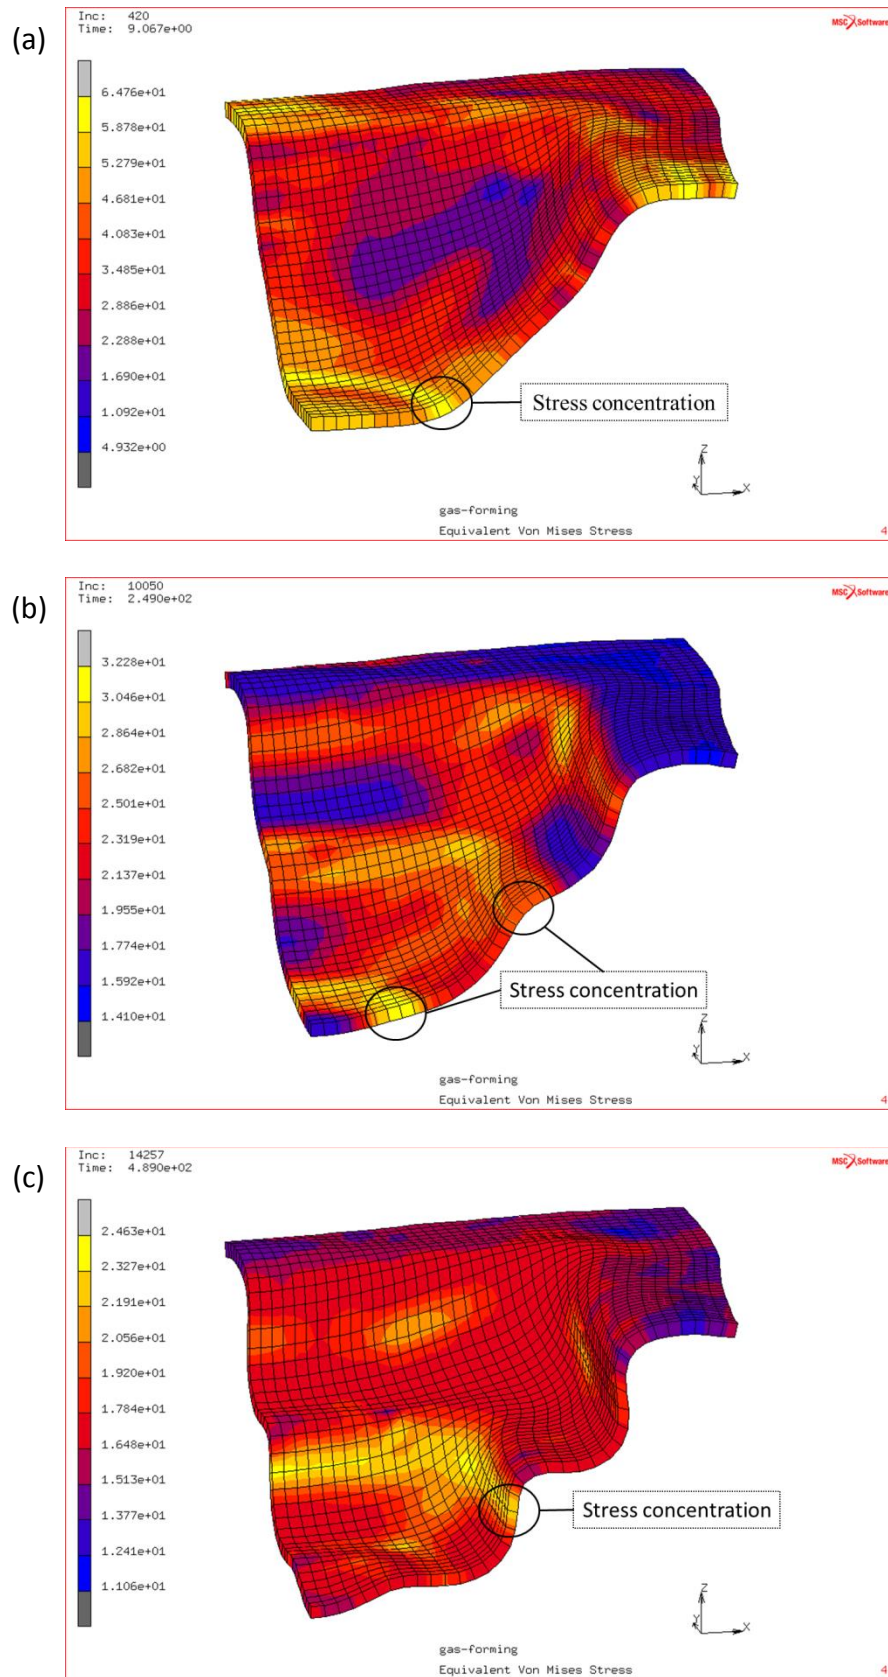 (a)
Inc: 420
Time: 9.067e+00
MSC Software
6.476e+01
5.878e+01
5.279e+01
4.681e+01
4.083e+01
3.485e+01
2.886e+01
2.288e+01
1.690e+01
1.092e+01
4.932e+00
Stress concentration
Z
Y
X
gas-forming
Equivalent Von Mises Stress
4
(b)
Inc: 10050
Time: 2.490e+02
MSC Software
3.228e+01
3.046e+01
2.864e+01
2.682e+01
2.501e+01
2.319e+01
2.137e+01
1.955e+01
1.774e+01
1.592e+01
1.410e+01
Stress concentration
Z
Y
X
gas-forming
Equivalent Von Mises Stress
4
(c)
Inc: 14257
Time: 4.890e+02
MSC Software
2.463e+01
2.327e+01
2.191e+01
2.056e+01
1.920e+01
1.784e+01
1.648e+01
1.513e+01
1.377e+01
1.241e+01
1.106e+01
Stress concentration
Z
Y
X
gas-forming
Equivalent Von Mises Stress
4